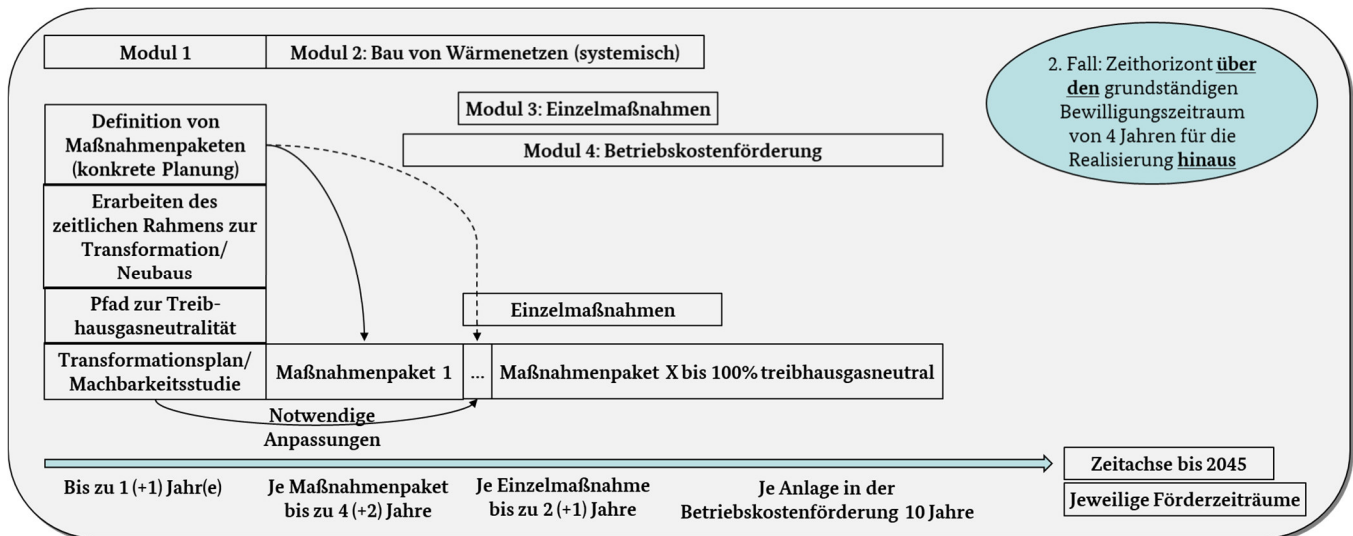 Modul 1
Modul 2: Bau von Wärmenetzen (systemisch)
2. Fall: Zeithorizont über
den grundständigen
Bewilligungszeitraum
von 4 Jahren für die
Realisierung hinaus
Modul 3: Einzelmaßnahmen
Modul 4: Betriebskostenförderung
Definition von
Maßnahmenpaketen
(konkrete Planung)
Erarbeiten des
zeitlichen Rahmens zur
Transformation/
Neubaus
Pfad zur Treib-
hausgasneutralität
Einzelmaßnahmen
Transformationsplan/
Machbarkeitsstudie
Maßnahmenpaket 1
...
Maßnahmenpaket X bis 100% treibhausgasneutral
Notwendige
Anpassungen
Zeitachse bis 2045
Bis zu 1 (+1) Jahr(e)
Je Maßnahmenpaket
bis zu 4 (+2) Jahre
Je Einzelmaßnahme
bis zu 2 (+1) Jahre
Je Anlage in der
Betriebskostenförderung 10 Jahre
Jeweilige Förderzeiträume